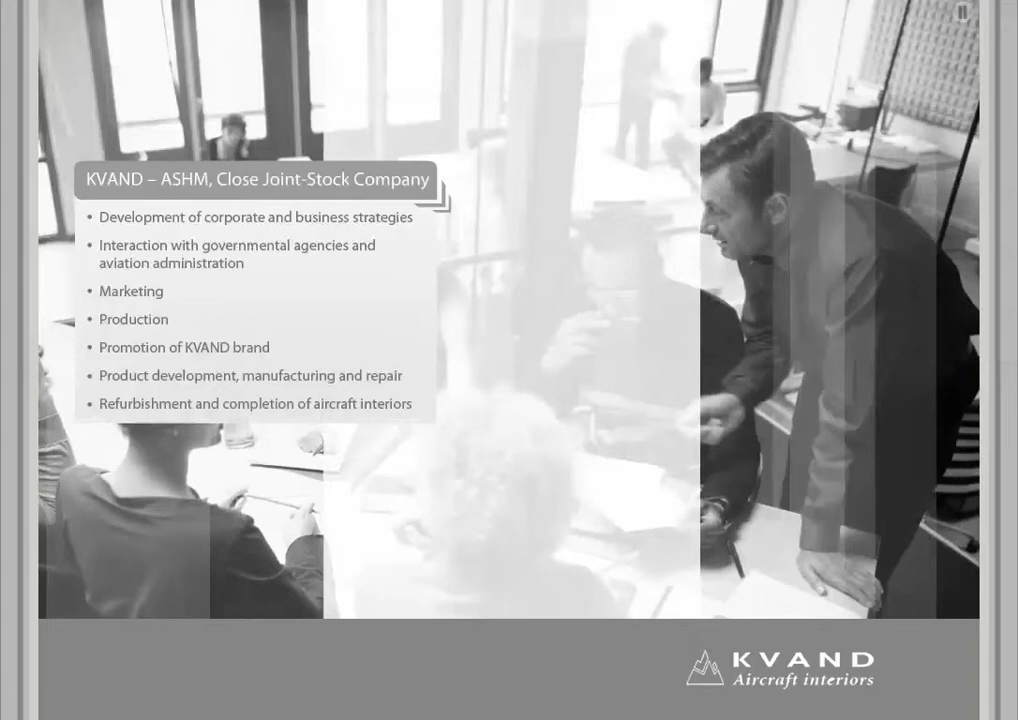 KVAND – ASHM, Close Joint-Stock Company
• Development of corporate and business strategies
• Interaction with governmental agencies and
aviation administration
• Marketing
• Production
• Promotion of KVAND brand
• Product development, manufacturing and repair
• Refurbishment and completion of aircraft interiors
KVAND
Aircraft interiors